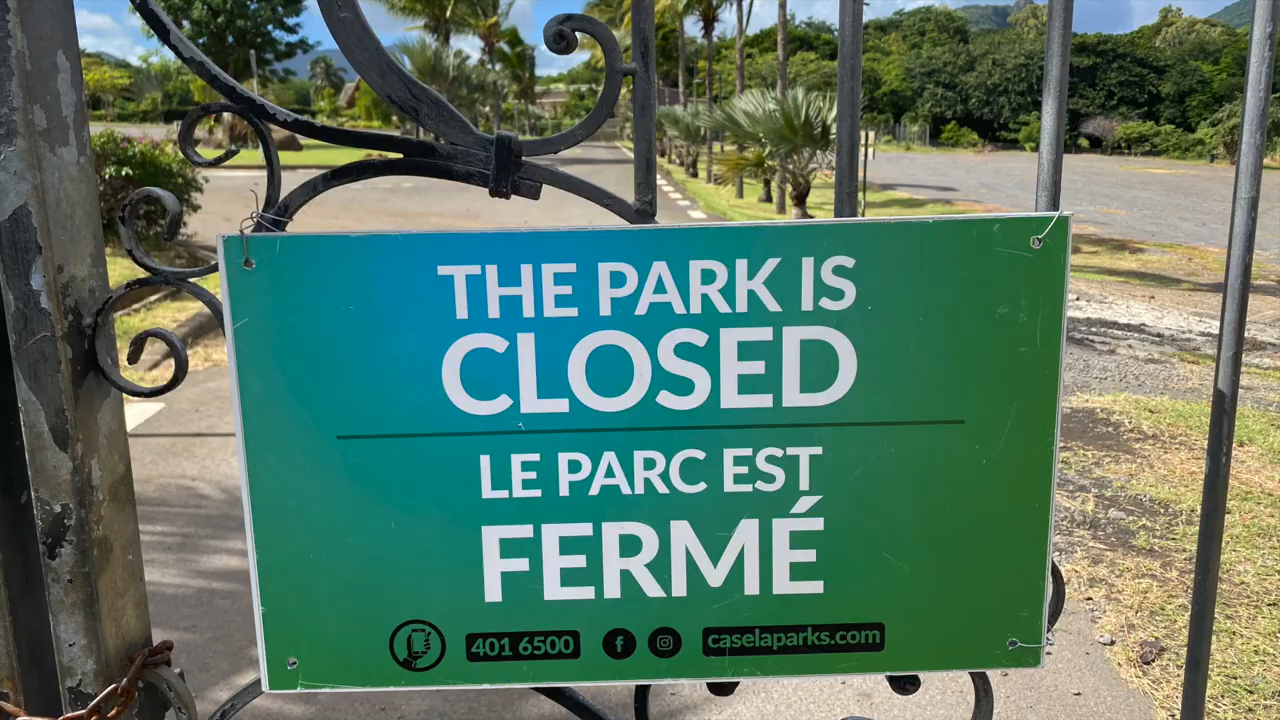 THE PARK IS
CLOSED
LE PARC EST
FERMÉ
401 6500 caselaparks.com